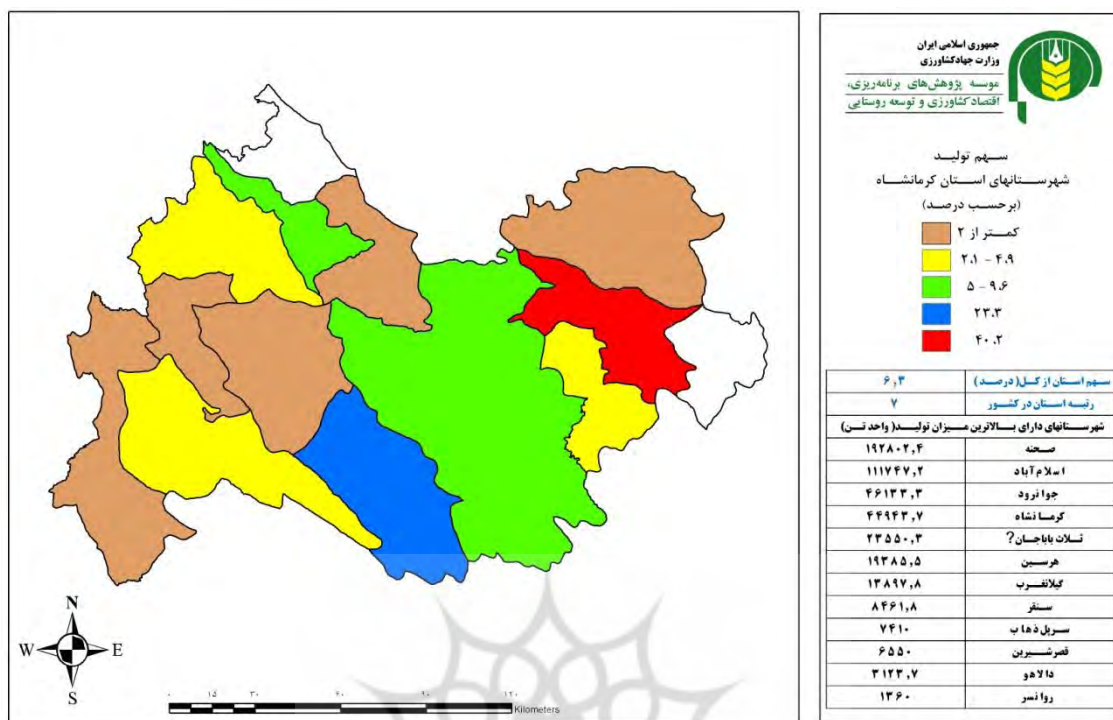 جمهوری اسلامی ایران
وزارت جهادکشاورزی
موسسه پژوهش‌های برنامه‌ریزی،
اقتصاد کشاورزی و توسعه روستایی
سهم تولید
شهرستانهای استان کرمانشاه
(برحسب درصد)
کمتر از ۲
۲.۱ - ۴.۹
۵ - ۹.۶
۲۳.۳
۴۰.۲
سهم استان از کل (درصد) ۶,۳
رتبه استان در کشور ۷
شهرستانهای دارای بالاترین میزان تولید (واحد تن)
صحنه ۱۹۲۸۰۲,۴
اسلام آباد ۱۱۱۷۴۷,۲
جوانرود ۴۶۱۳۳,۳
کرمانشاه ۴۴۹۴۳,۷
ثلاث باباجان? ۲۳۵۵۰,۳
هرسین ۱۹۳۸۵,۵
گیلانغرب ۱۳۸۹۷,۸
سنقر ۸۴۶۱,۸
سرپل ذهاب ۷۴۱۰
قصرشیرین ۶۵۵۰
دالاهو ۳۱۲۳,۷
روانسر ۱۳۶۰
N
W E
S
۰ ۱۵ ۳۰ ۶۰ ۹۰ ۱۲۰
Kilometers